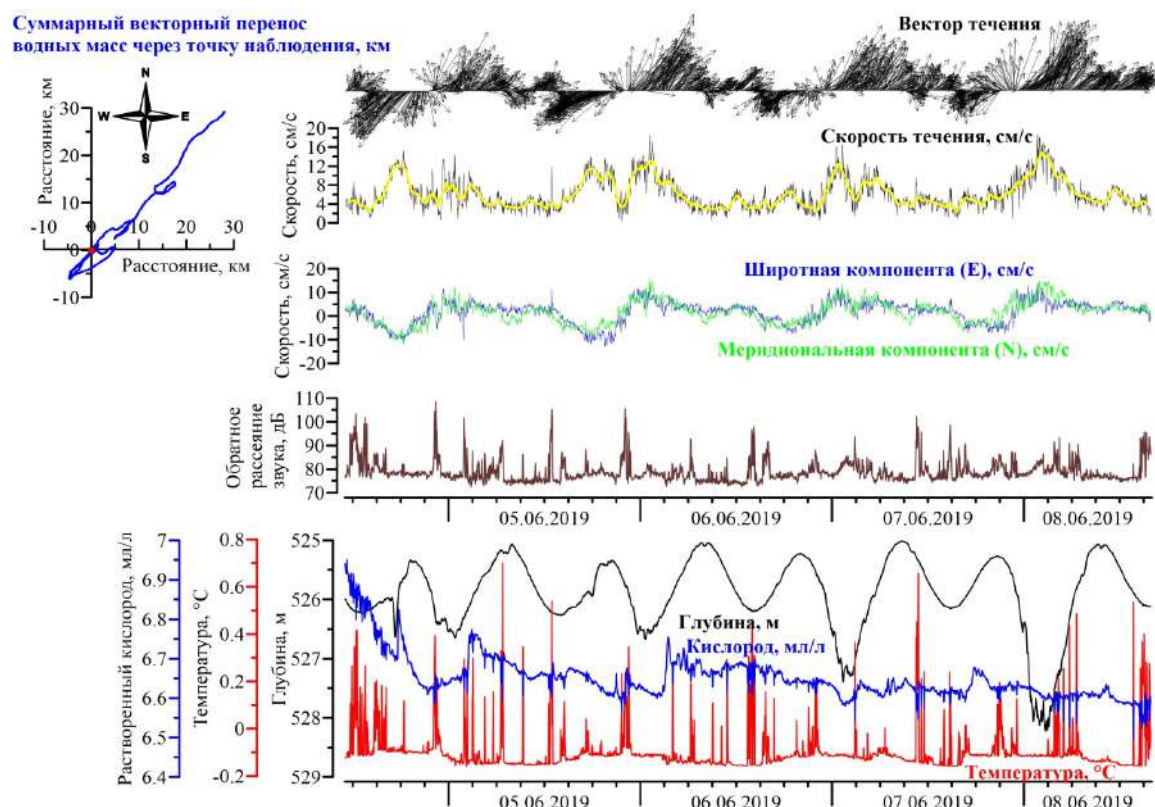 Суммарный векторный перенос
водных масс через точку наблюдения, км
Вектор течения
N
W
E
S
Расстояние, км
30
20
10
0
-10
-10 0 10 20 30
Расстояние, км
Скорость течения, см/с
Скорость, см/с
20
16
12
8
4
0
Широтная компонента (E), см/с
Скорость, см/с
20
10
0
-10
-20
Меридиональная компонента (N), см/с
Обратное
рассеяние
звука, дБ
110
100
90
80
70
05.06.2019 06.06.2019 07.06.2019 08.06.2019
Растворенный кислород, мл/л
7
6.9
6.8
6.7
6.6
6.5
6.4
Температура, °C
0.8
0.6
0.4
0.2
0
-0.2
Глубина, м
525
526
527
528
529
Глубина, м
Кислород, мл/л
Температура, °C
05.06.2019 06.06.2019 07.06.2019 08.06.2019